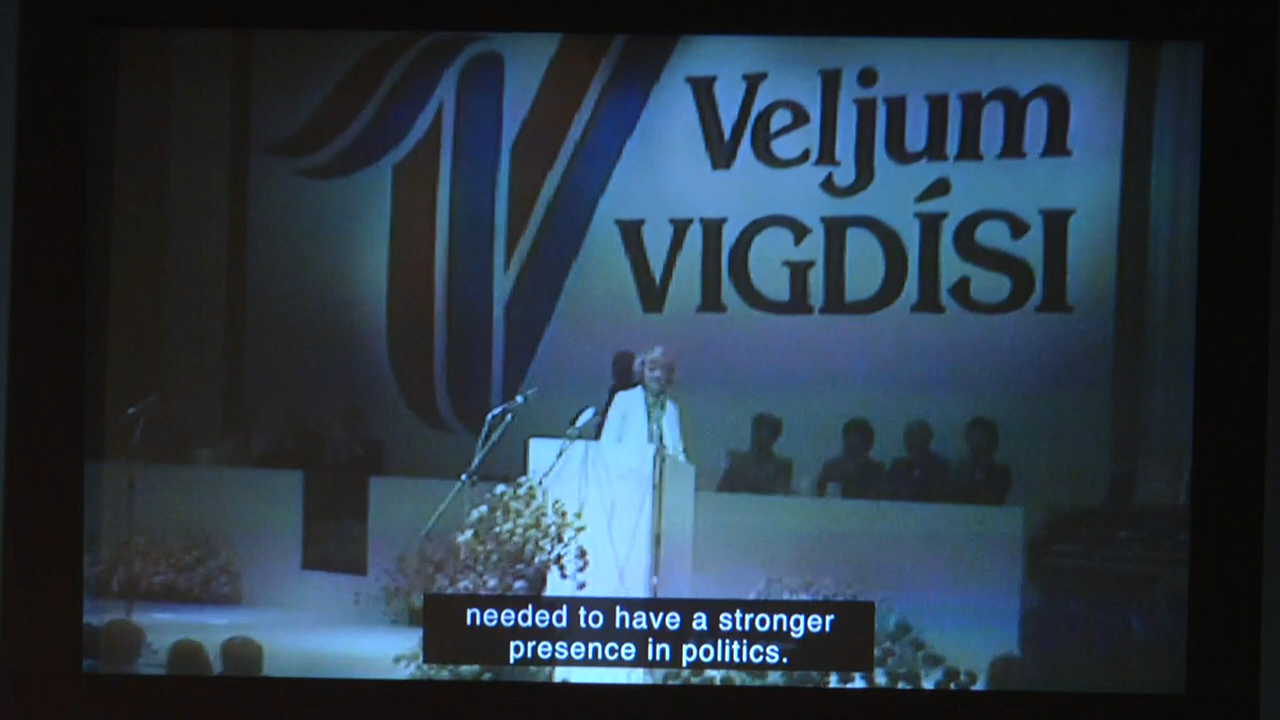 Veljum
VIGDÍSI
needed to have a stronger
presence in politics.